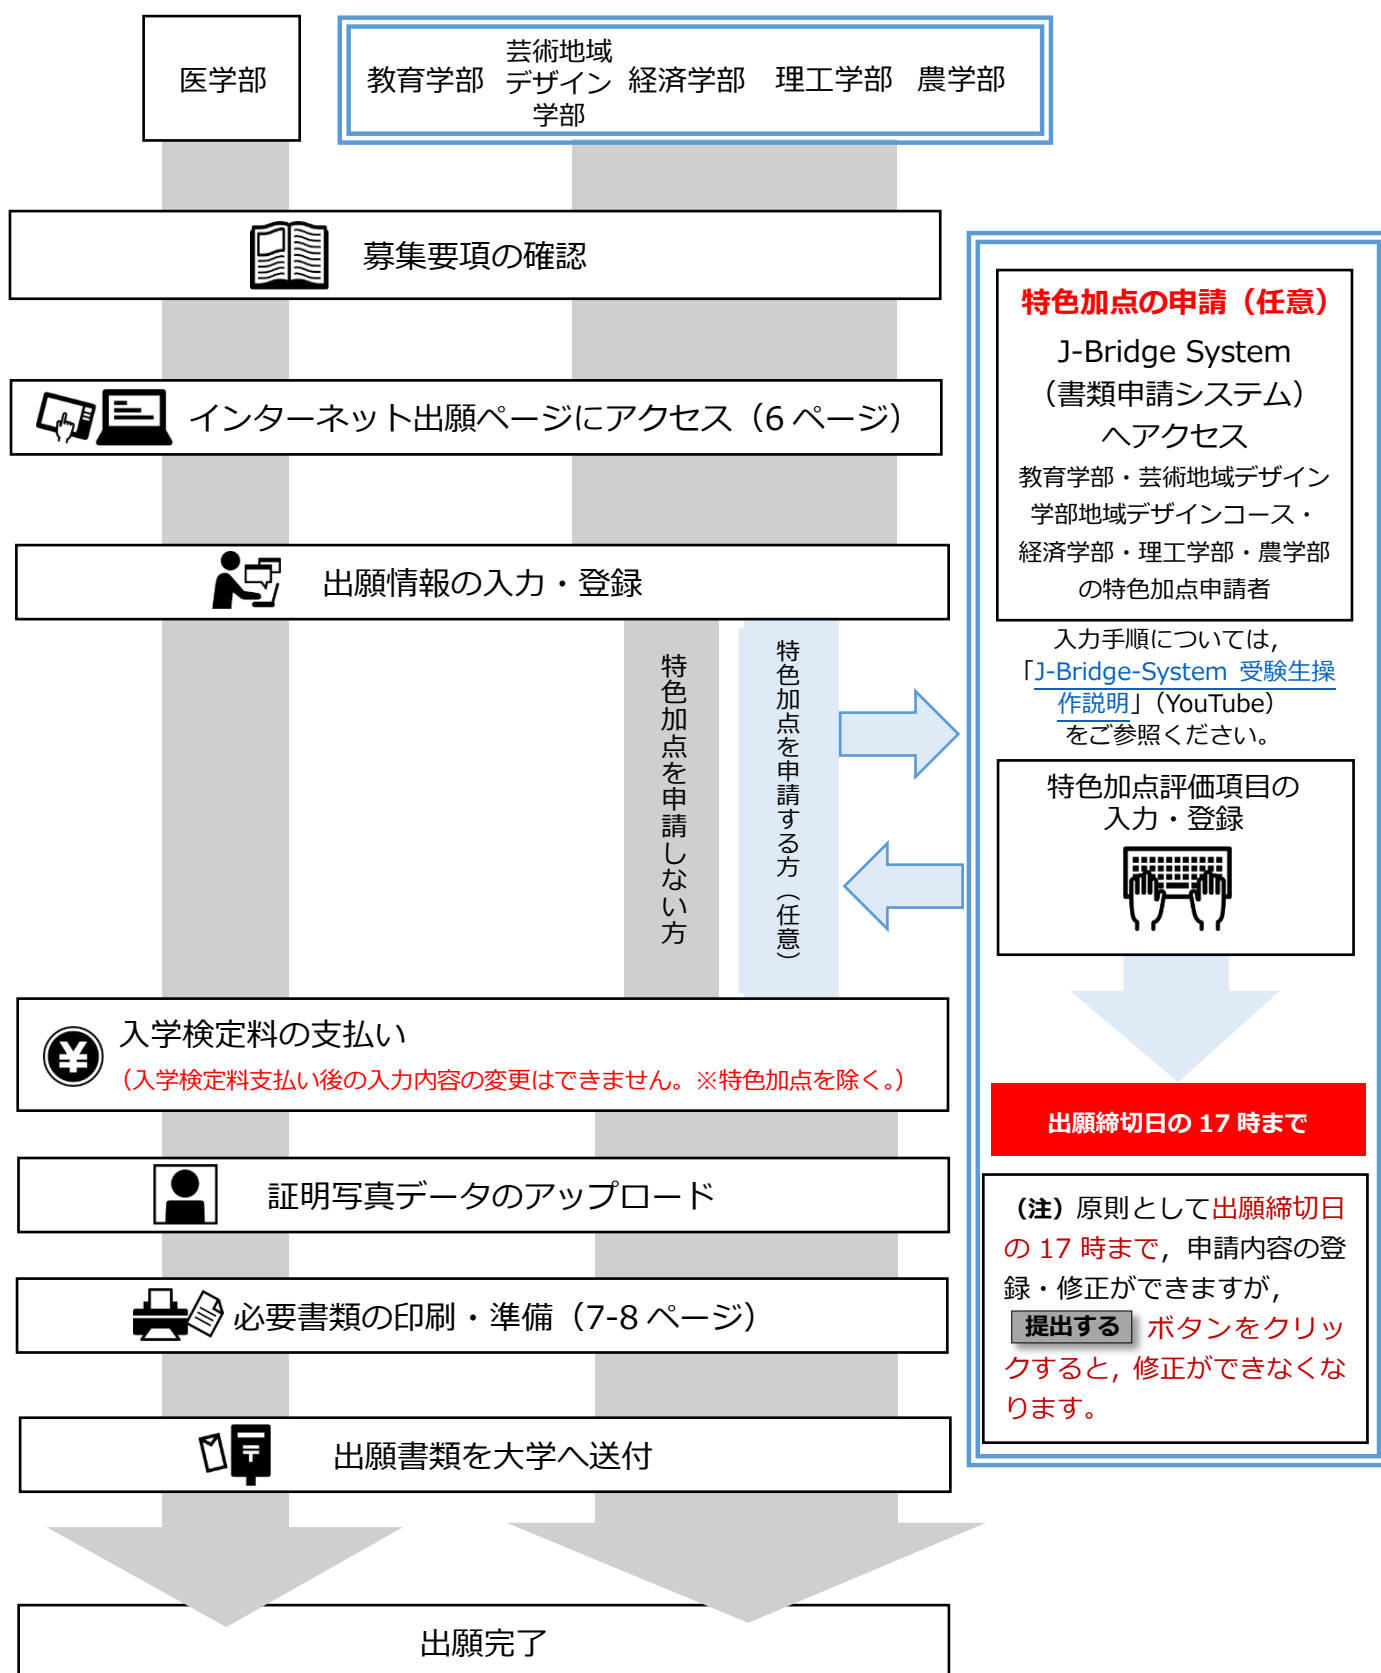 医学部
教育学部
芸術地域
デザイン
学部
経済学部
理工学部
農学部
募集要項の確認
インターネット出願ページにアクセス（6 ページ）
出願情報の入力・登録
特色加点を申請しない方
特色加点を申請する方（任意）
特色加点の申請（任意）
J-Bridge System
（書類申請システム）
へアクセス
教育学部・芸術地域デザイン
学部地域デザインコース・
経済学部・理工学部・農学部
の特色加点申請者
入力手順については,
「J-Bridge-System 受験生操
作説明」（YouTube）
をご参照ください。
特色加点評価項目の
入力・登録
出願締切日の 17 時まで
（注）原則として出願締切日
の 17 時まで, 申請内容の登
録・修正ができますが,
提出する ボタンをクリッ
クすると, 修正ができなくな
ります。
¥ 入学検定料の支払い
（入学検定料支払い後の入力内容の変更はできません。※特色加点を除く。）
証明写真データのアップロード
必要書類の印刷・準備（7-8 ページ）
〒 出願書類を大学へ送付
出願完了